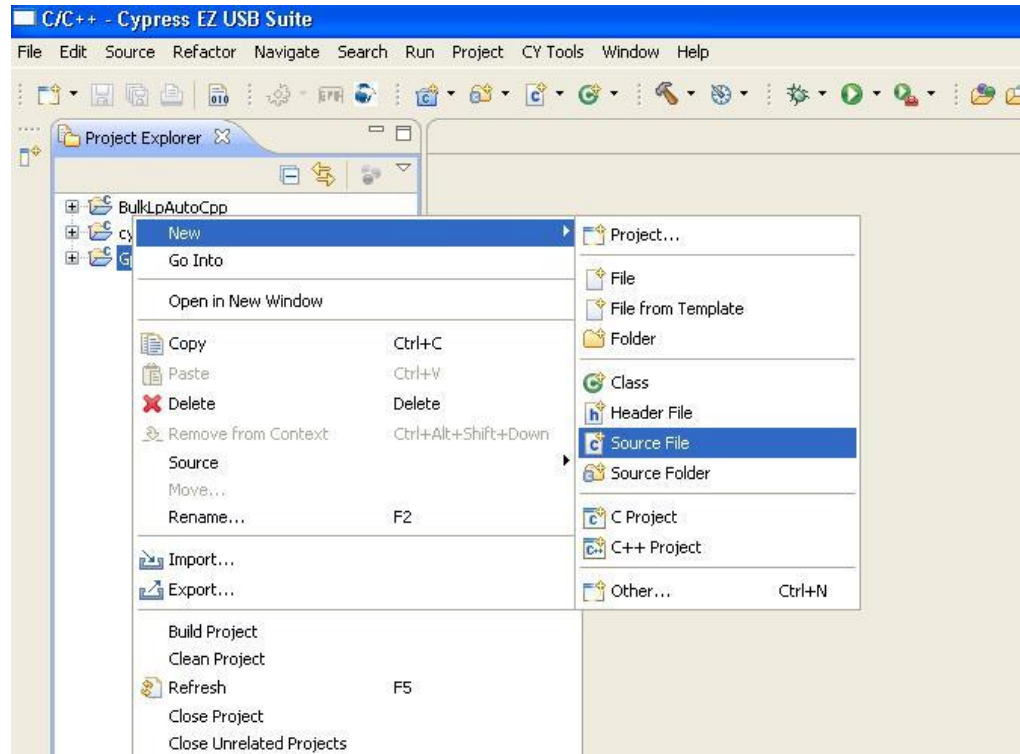 C/C++ - Cypress EZ USB Suite
File Edit Source Refactor Navigate Search Run Project CY Tools Window Help
Project Explorer
BulkLpAutoCpp
cy
G
New
Go Into
Open in New Window
Copy Ctrl+C
Paste Ctrl+V
Delete Delete
Remove from Context Ctrl+Alt+Shift+Down
Source
Move...
Rename... F2
Import...
Export...
Build Project
Clean Project
Refresh F5
Close Project
Close Unrelated Projects
Project...
File
File from Template
Folder
Class
Header File
Source File
Source Folder
C Project
C++ Project
Other... Ctrl+N